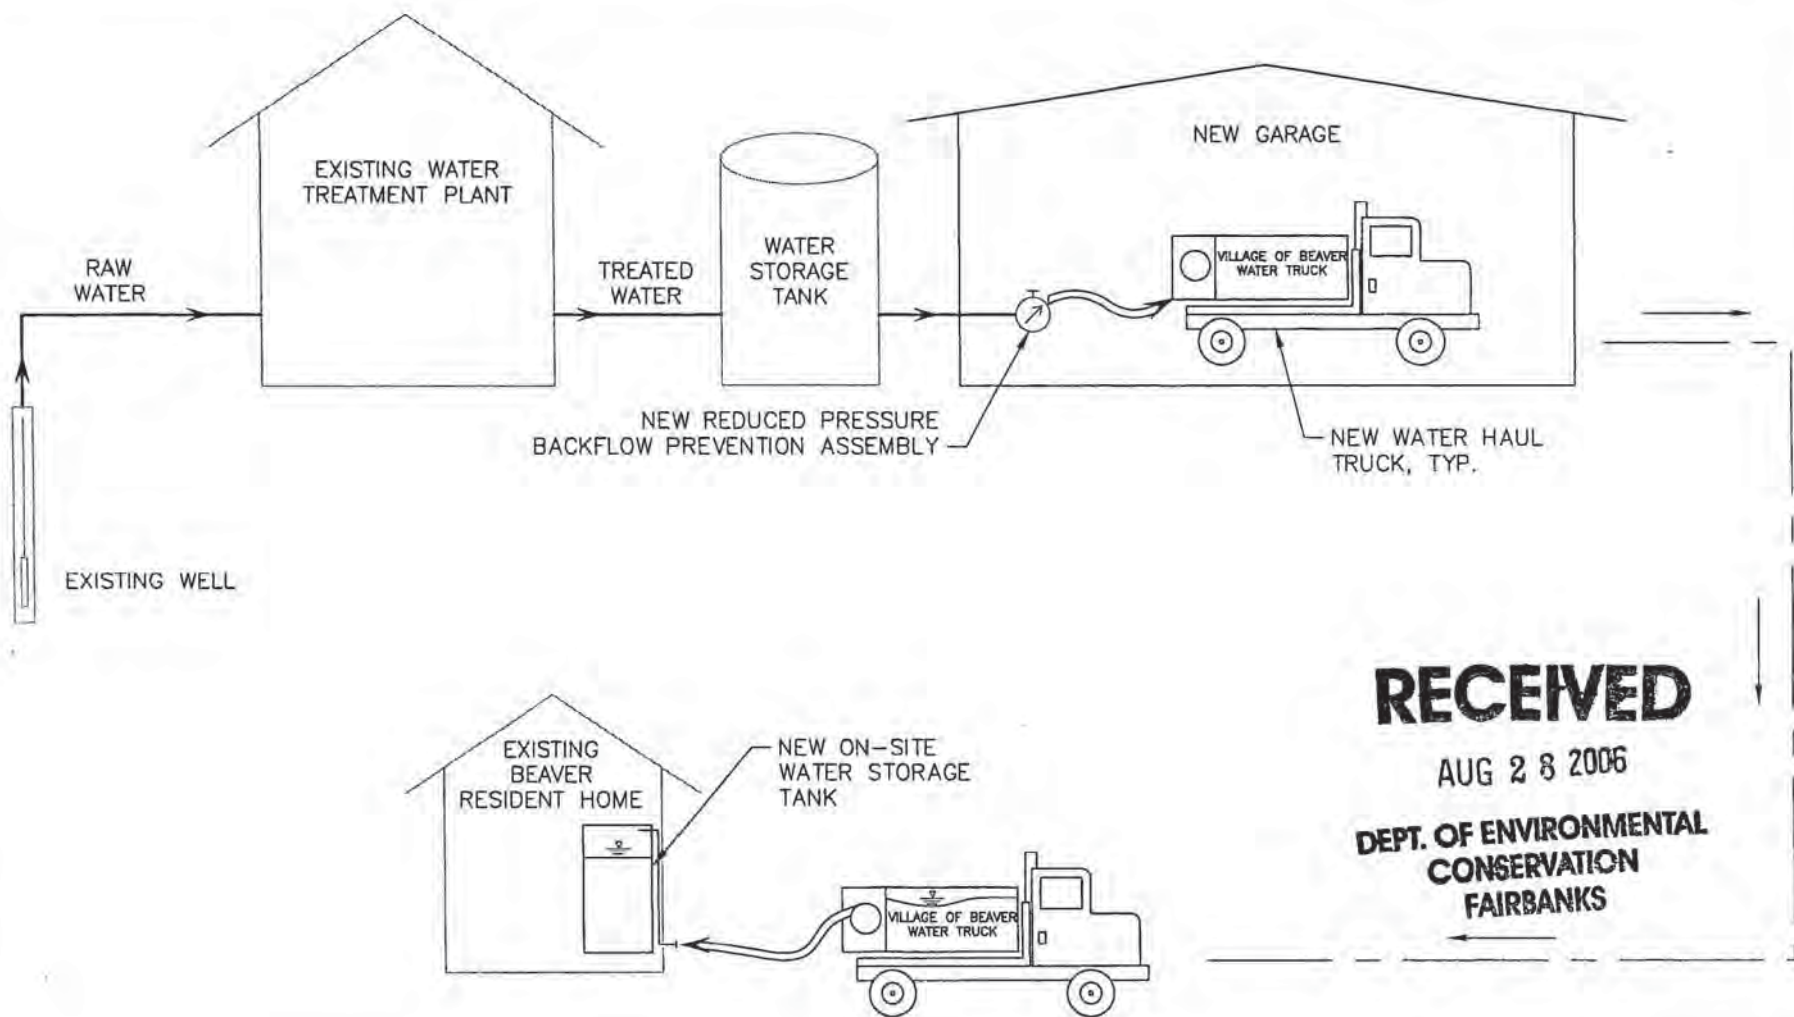 EXISTING WATER
TREATMENT PLANT
NEW GARAGE
RAW
WATER
TREATED
WATER
WATER
STORAGE
TANK
VILLAGE OF BEAVER
WATER TRUCK
NEW REDUCED PRESSURE
BACKFLOW PREVENTION ASSEMBLY
NEW WATER HAUL
TRUCK, TYP.
EXISTING WELL
EXISTING
BEAVER
RESIDENT HOME
NEW ON-SITE
WATER STORAGE
TANK
VILLAGE OF BEAVER
WATER TRUCK
RECEIVED
AUG 28 2006
DEPT. OF ENVIRONMENTAL
CONSERVATION
FAIRBANKS